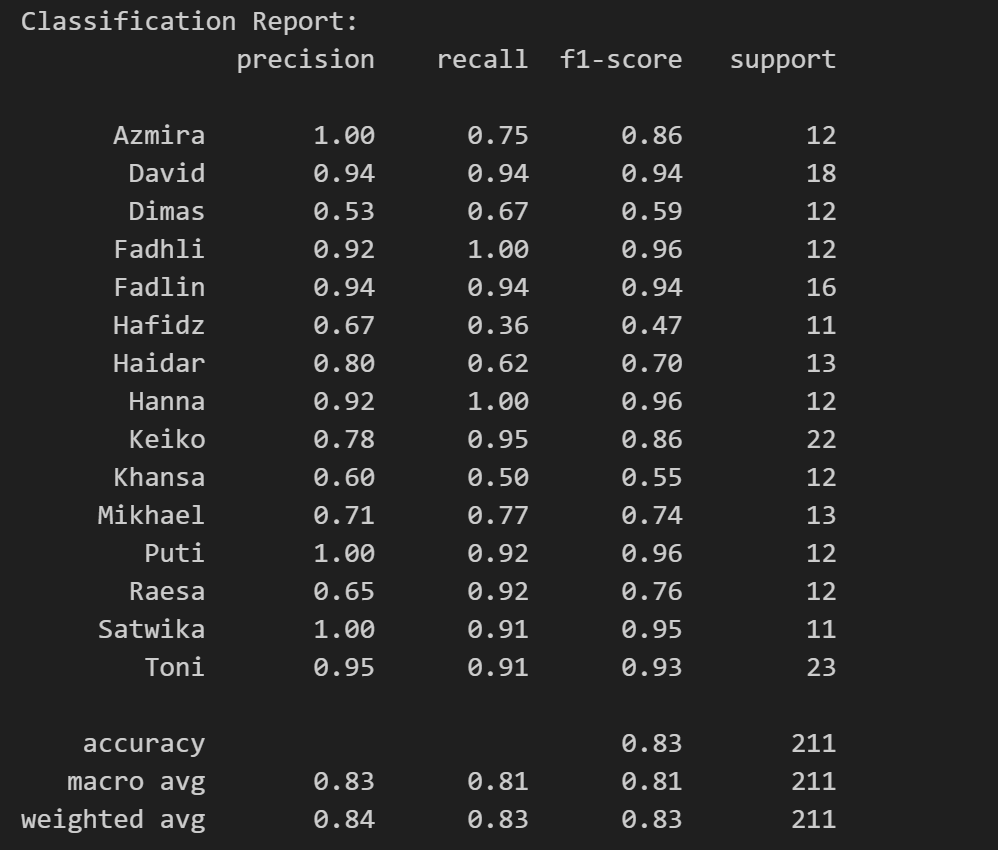 Classification Report:
precision recall f1-score support
Azmira 1.00 0.75 0.86 12
David 0.94 0.94 0.94 18
Dimas 0.53 0.67 0.59 12
Fadhli 0.92 1.00 0.96 12
Fadlin 0.94 0.94 0.94 16
Hafidz 0.67 0.36 0.47 11
Haidar 0.80 0.62 0.70 13
Hanna 0.92 1.00 0.96 12
Keiko 0.78 0.95 0.86 22
Khansa 0.60 0.50 0.55 12
Mikhael 0.71 0.77 0.74 13
Puti 1.00 0.92 0.96 12
Raesa 0.65 0.92 0.76 12
Satwika 1.00 0.91 0.95 11
Toni 0.95 0.91 0.93 23
accuracy 0.83 211
macro avg 0.83 0.81 0.81 211
weighted avg 0.84 0.83 0.83 211